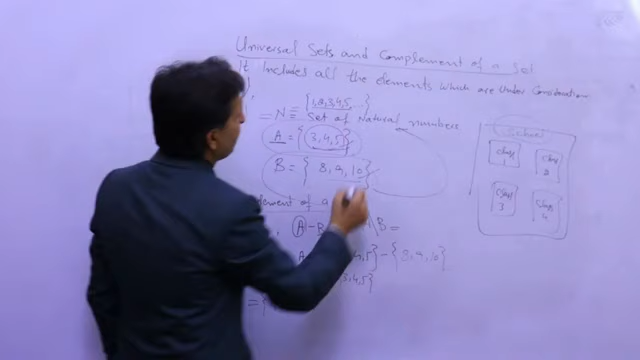 Universal Sets and Complement of a Set
It Includes all the elements which are Under Consideration
{1,2,3,4,5,...}
= N = Set of Natural numbers
A = {3,4,5}
B = {8,9,10}
of a
A - B \ B =
A 4,5} - {8,9,10}
3,4,5}
= {
School
class 1
class 2
class 3
class 4